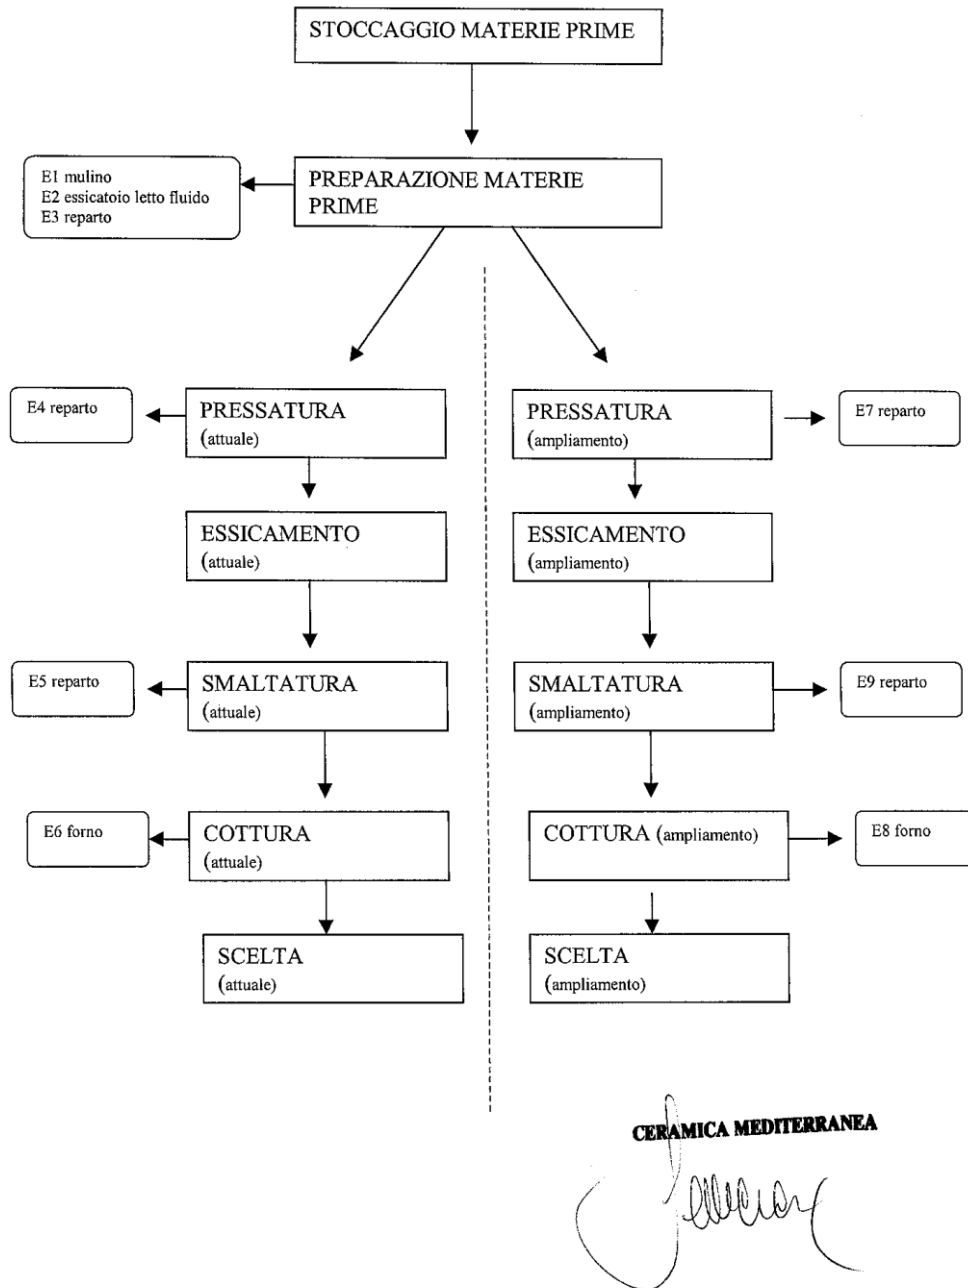 STOCCAGGIO MATERIE PRIME
E1 mulino
E2 essicatoio letto fluido
E3 reparto
PREPARAZIONE MATERIE
PRIME
E4 reparto
PRESSATURA
(attuale)
PRESSATURA
(ampliamento)
E7 reparto
ESSICAMENTO
(attuale)
ESSICAMENTO
(ampliamento)
E5 reparto
SMALTATURA
(attuale)
SMALTATURA
(ampliamento)
E9 reparto
E6 forno
COTTURA
(attuale)
COTTURA (ampliamento)
E8 forno
SCELTA
(attuale)
SCELTA
(ampliamento)
CERAMICA MEDITERRANEA